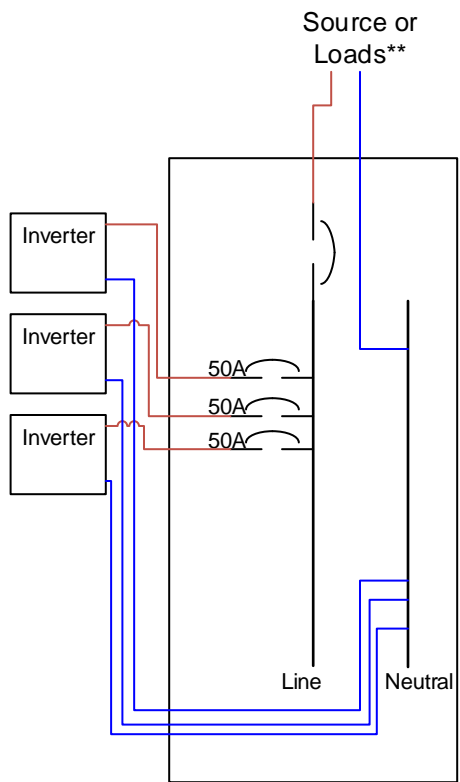 Source or
Loads**
Inverter
Inverter
50A
50A
Inverter
50A
Line
Neutral